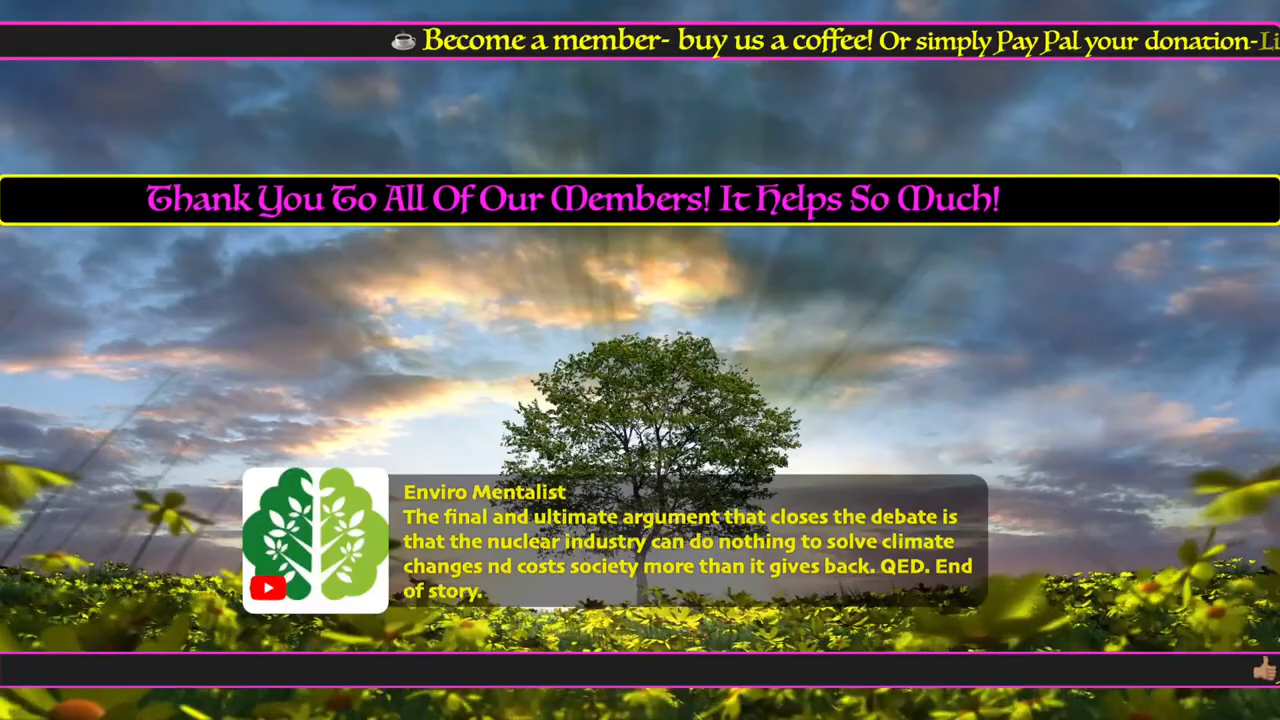 ☕ Become a member- buy us a coffee! Or simply Pay Pal your donation- Li
Thank You To All Of Our Members! It Helps So Much!
Enviro Mentalist
The final and ultimate argument that closes the debate is
that the nuclear industry can do nothing to solve climate
changes nd costs society more than it gives back. QED. End
of story.